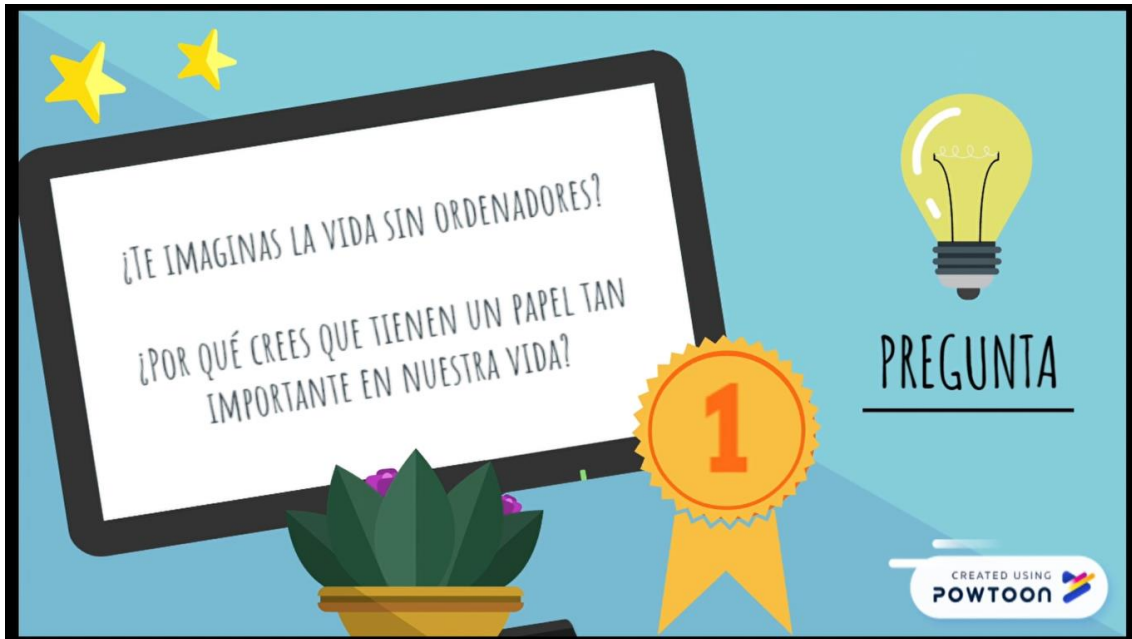 ¿TE IMAGINAS LA VIDA SIN ORDENADORES?
¿POR QUÉ CREES QUE TIENEN UN PAPEL TAN
IMPORTANTE EN NUESTRA VIDA?
1
PREGUNTA
CREATED USING
POWTOON